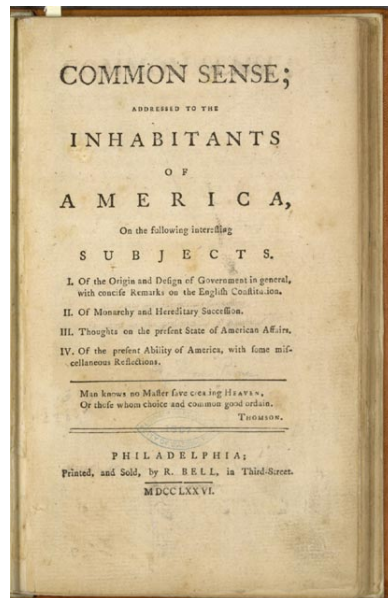 COMMON SENSE;
ADDRESSED TO THE
INHABITANTS
OF
AMERICA,
On the following interesting
SUBJECTS.
I. Of the Origin and Design of Government in general,
with concise Remarks on the English Constitution.
II. Of Monarchy and Hereditary Succession.
III. Thoughts on the present State of American Affairs.
IV. Of the present Ability of America, with some mis-
cellaneous Reflections.
Man knows no Master save creating HEAVEN,
Or those whom choice and common good ordain.
THOMSON.
PHILADELPHIA;
Printed, and Sold, by R. BELL, in Third-Street.
MDCCLXXVI.